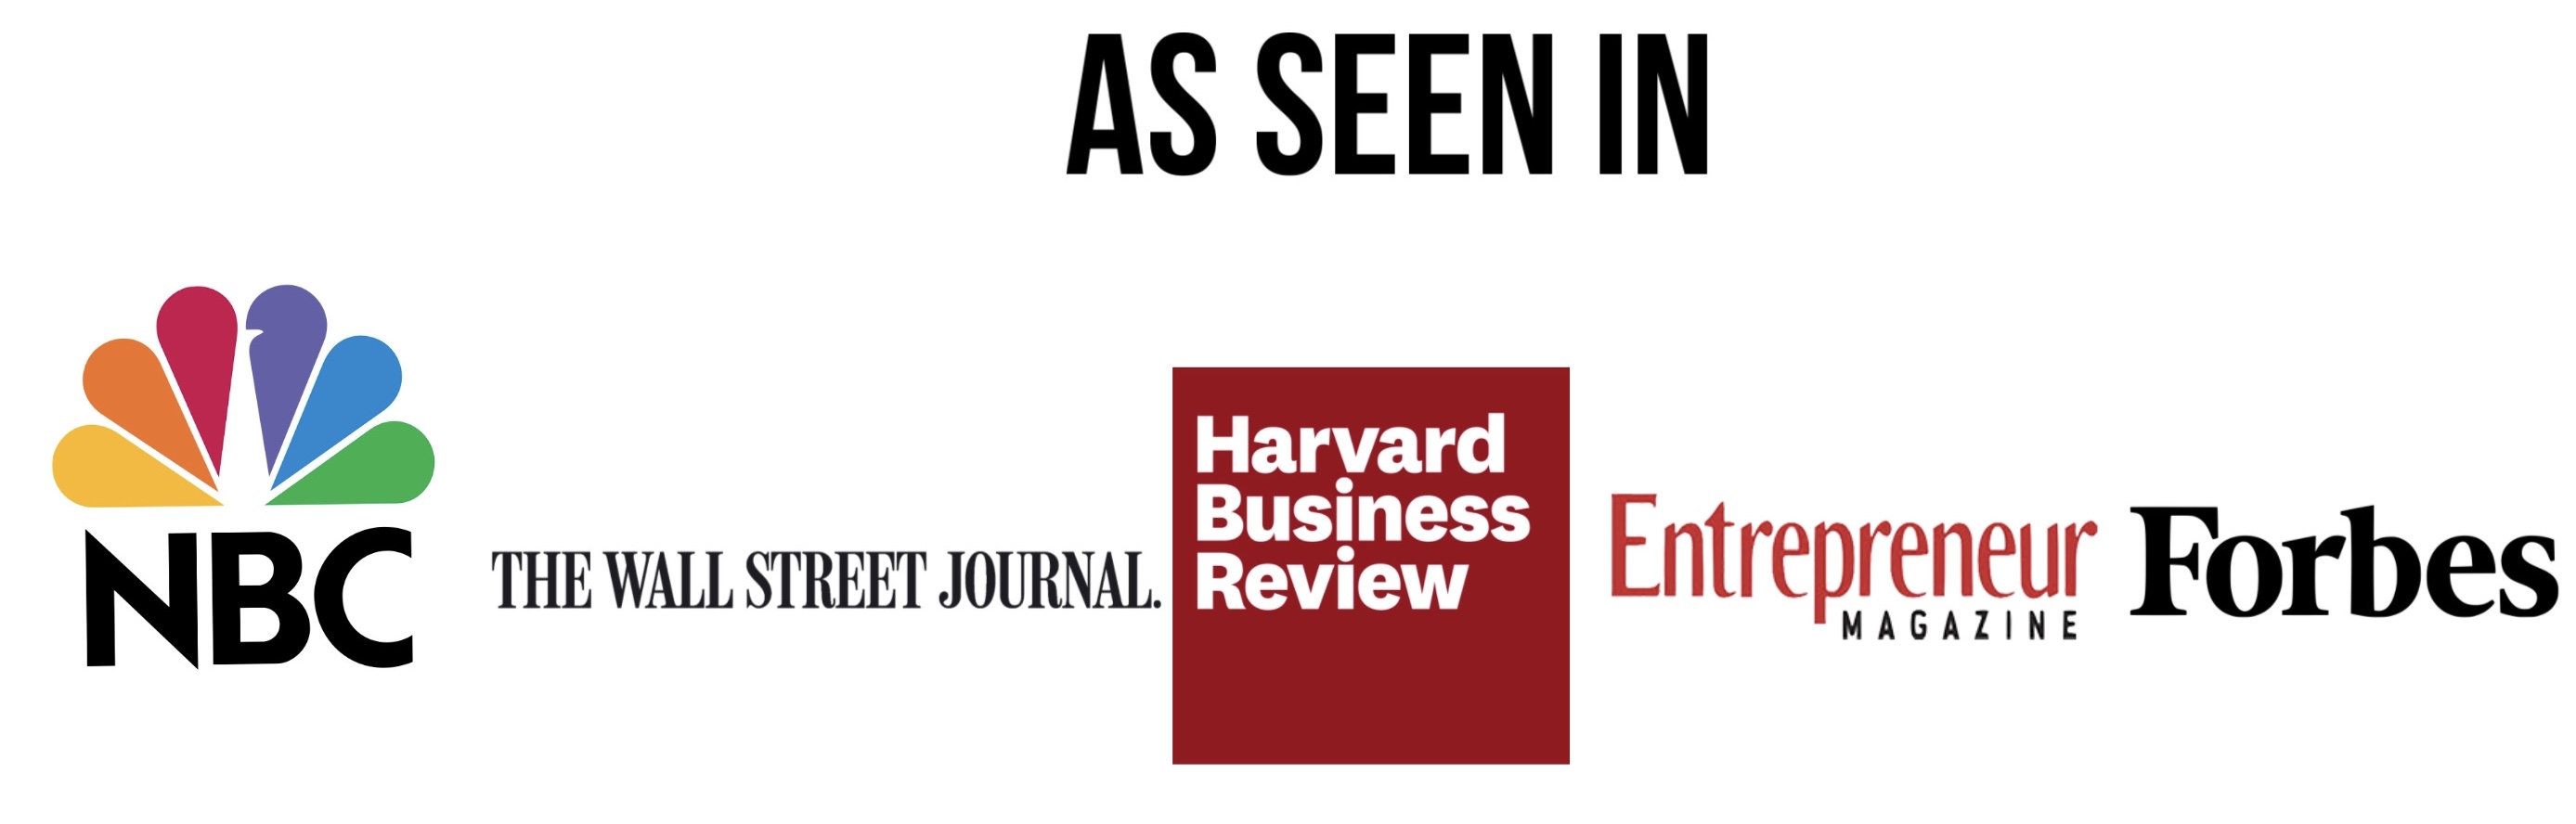 AS SEEN IN
NBC
THE WALL STREET JOURNAL.
Harvard
Business
Review
Entrepreneur
MAGAZINE
Forbes